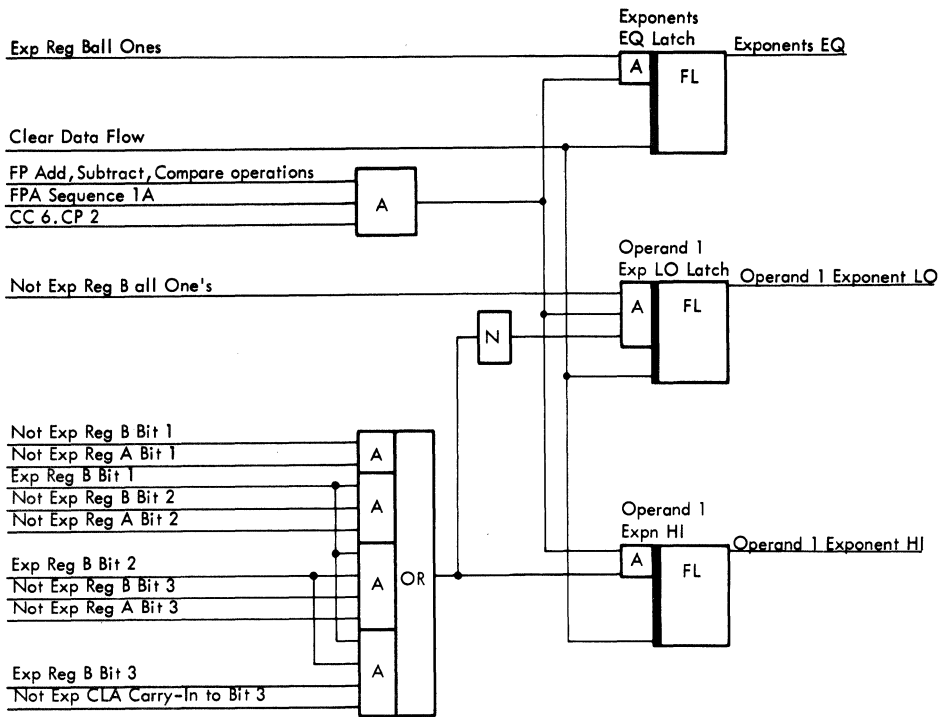 Exponents
EQ Latch
Exp Reg Ball Ones
Exponents EQ
A
FL
Clear Data Flow
FP Add, Subtract, Compare operations
FPA Sequence 1A
CC 6. CP 2
A
Operand 1
Exp LO Latch
Operand 1 Exponent LO
Not Exp Reg B all One's
A
FL
N
Not Exp Reg B Bit 1
Not Exp Reg A Bit 1
A
Exp Reg B Bit 1
Not Exp Reg B Bit 2
Not Exp Reg A Bit 2
A
Operand 1
Expn HI
Operand 1 Exponent HI
A
FL
Exp Reg B Bit 2
Not Exp Reg B Bit 3
Not Exp Reg A Bit 3
A
OR
Exp Reg B Bit 3
Not Exp CLA Carry-In to Bit 3
A